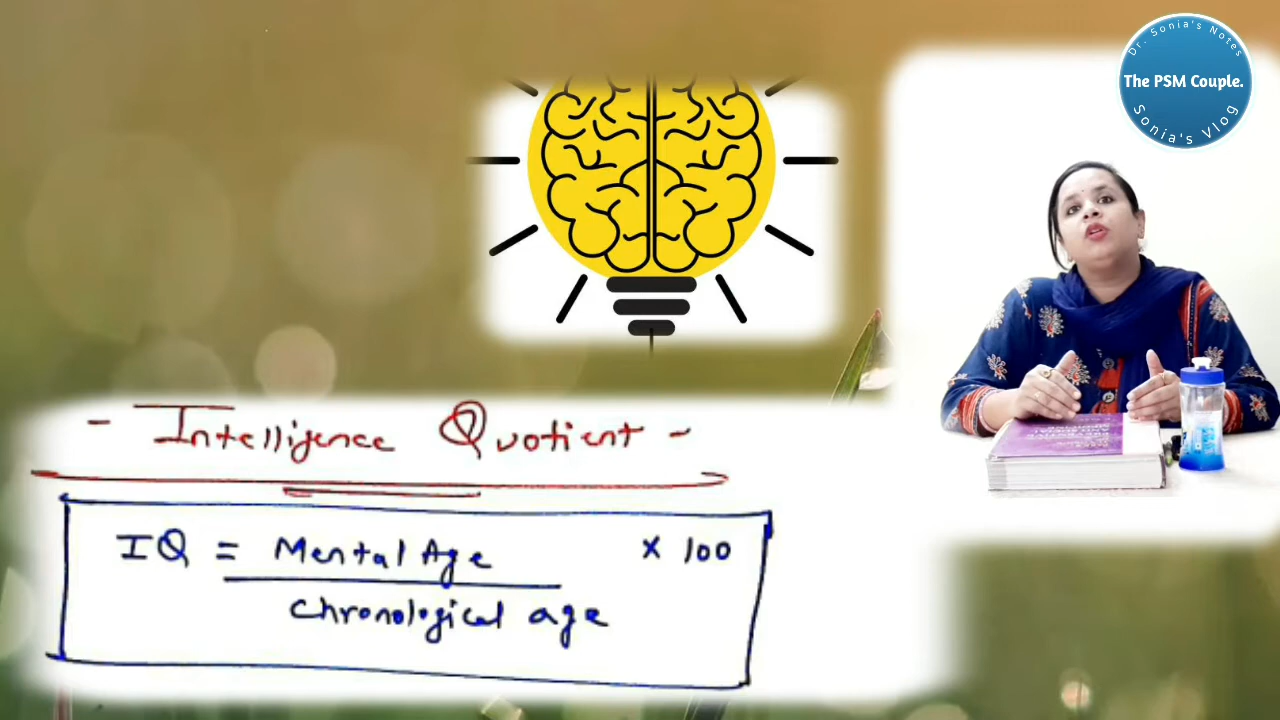 Dr. Sonia's Notes
The PSM Couple.
Sonia's Vlog
- Intelligence Quotient -
IQ = Mental Age × 100
Chronological age